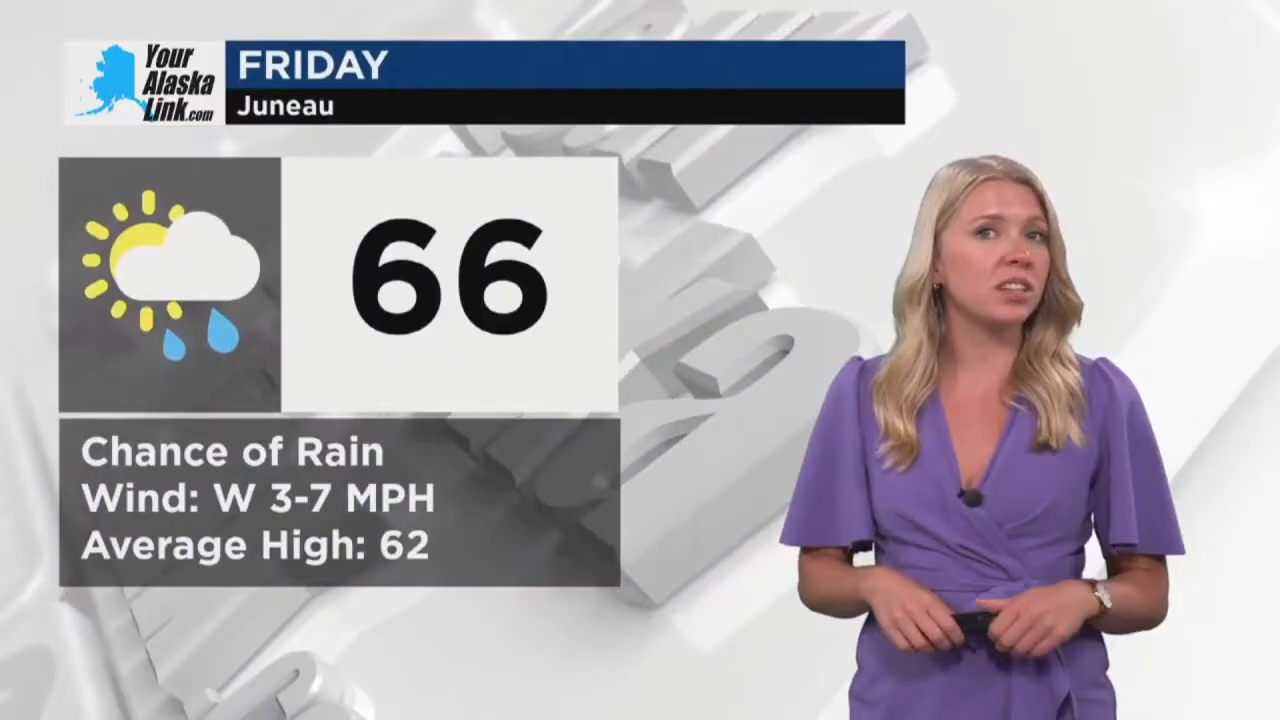 Your
Alaska
Link.com
FRIDAY
Juneau
66
Chance of Rain
Wind: W 3-7 MPH
Average High: 62